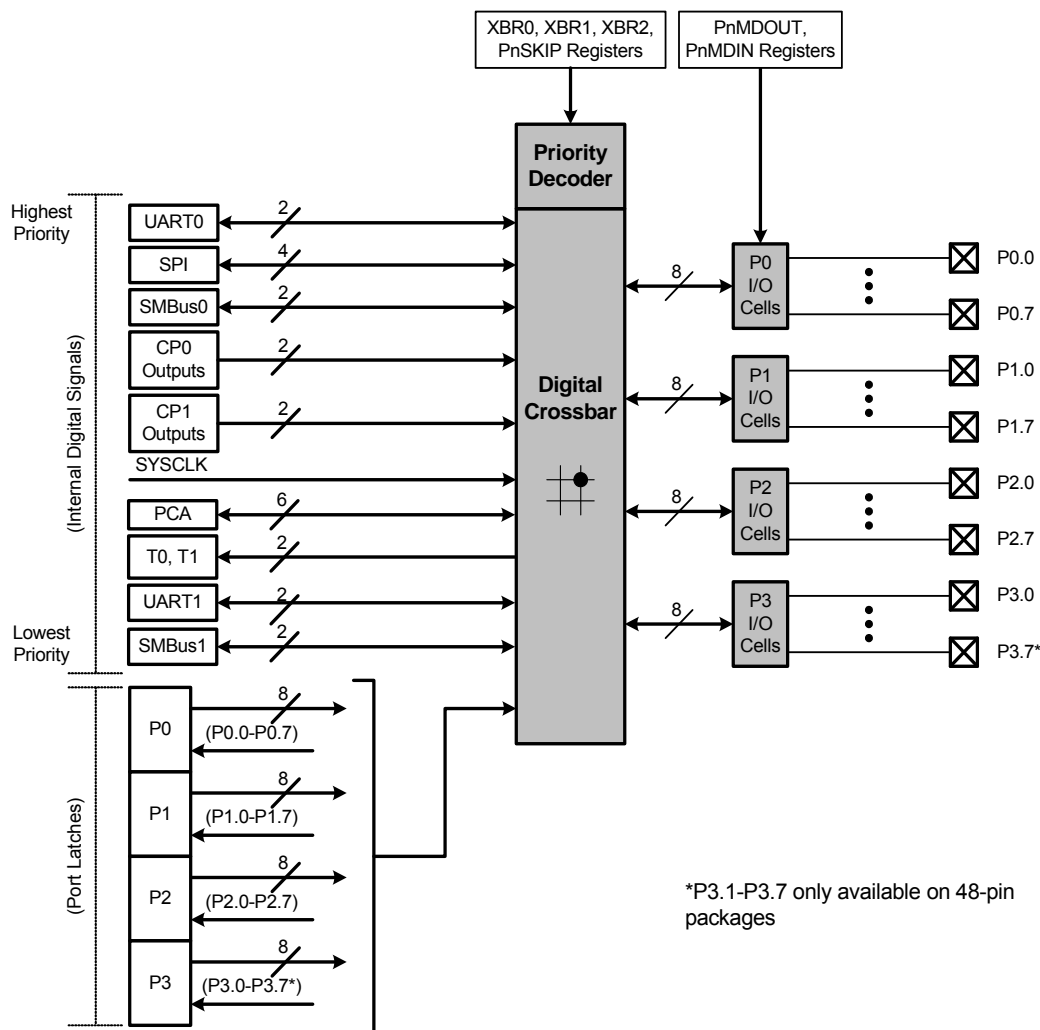 XBR0, XBR1, XBR2,
PnSKIP Registers
PnMDOUT,
PnMDIN Registers
Priority
Decoder
Highest
Priority
(Internal Digital Signals)
Lowest
Priority
UART0
2
SPI
4
SMBus0
2
CP0
Outputs
2
CP1
Outputs
2
SYSCLK
PCA
6
T0, T1
2
UART1
2
SMBus1
2
Digital
Crossbar
8
P0
I/O
Cells
P0.0
P0.7
8
P1
I/O
Cells
P1.0
P1.7
8
P2
I/O
Cells
P2.0
P2.7
8
P3
I/O
Cells
P3.0
P3.7*
(Port Latches)
P0
8
(P0.0-P0.7)
P1
8
(P1.0-P1.7)
P2
8
(P2.0-P2.7)
P3
8
(P3.0-P3.7*)
*P3.1-P3.7 only available on 48-pin
packages